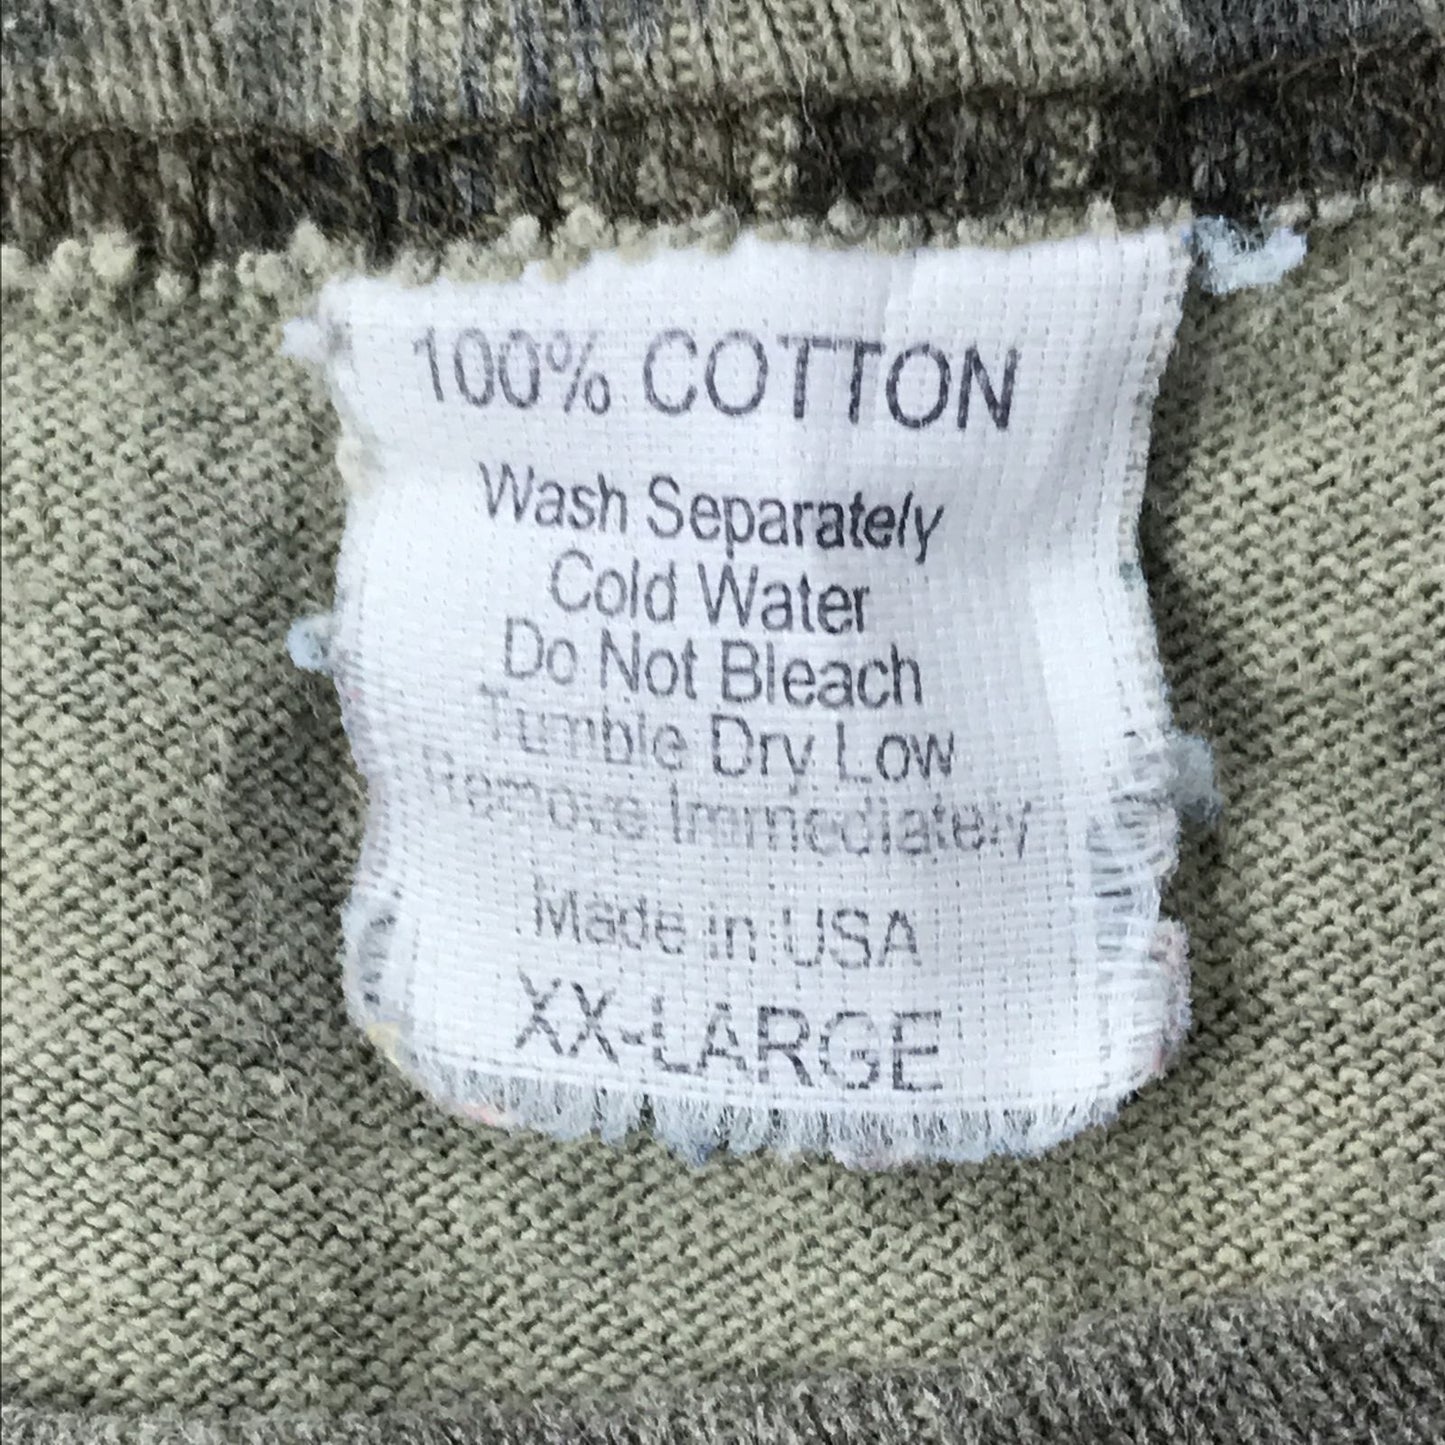 100% COTTON
Wash Separately
Cold Water
Do Not Bleach
Tumble Dry Low
Remove Immediately
Made in USA
XX-LARGE